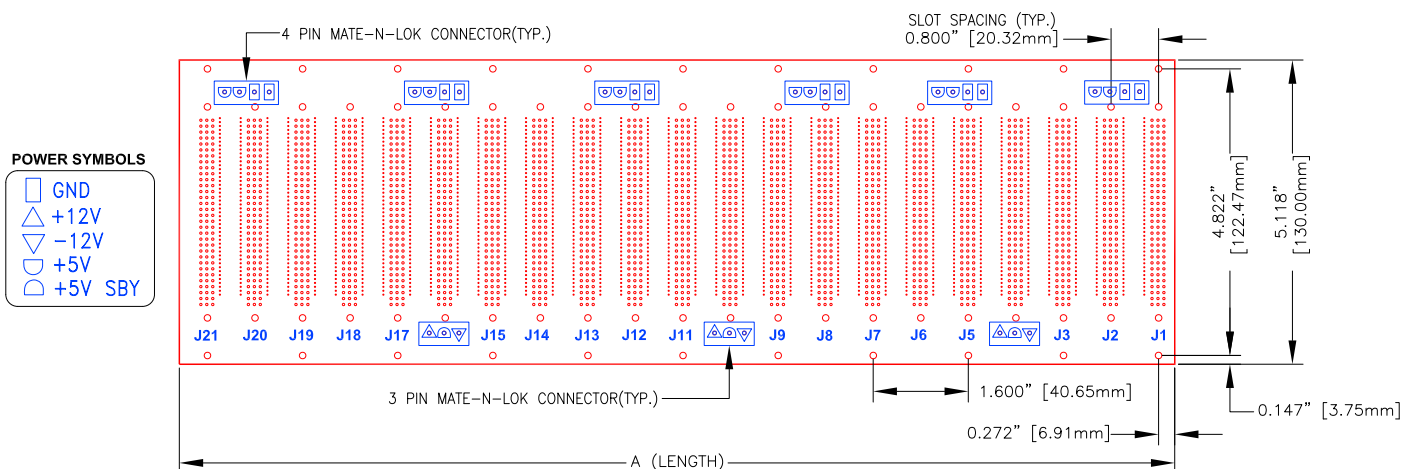 SLOT SPACING (TYP.)
0.800" [20.32mm]
4 PIN MATE-N-LOK CONNECTOR(TYP.)
POWER SYMBOLS
GND
+12V
-12V
+5V
+5V SBY
4.822"
[122.47mm]
5.118"
[130.00mm]
J21 J20 J19 J18 J17 J15 J14 J13 J12 J11 J9 J8 J7 J6 J5 J3 J2 J1
3 PIN MATE-N-LOK CONNECTOR(TYP.)
1.600" [40.65mm]
0.147" [3.75mm]
0.272" [6.91mm]
A (LENGTH)